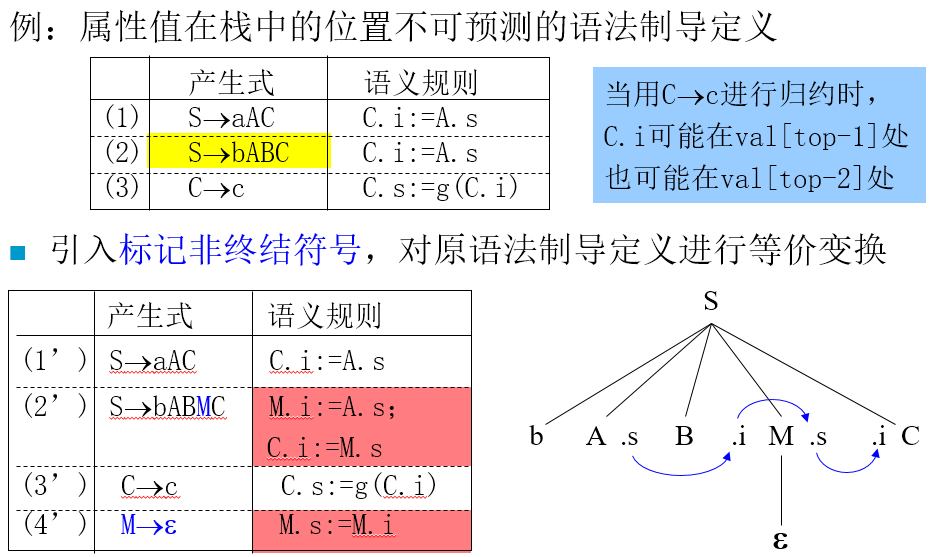 例：属性值在栈中的位置不可预测的语法制导定义
产生式 语义规则
(1) S→aAC C.i:=A.s
(2) S→bABC C.i:=A.s
(3) C→c C.s:=g(C.i)
当用C→c进行归约时，
C.i可能在val[top-1]处
也可能在val[top-2]处
引入标记非终结符号，对原语法制导定义进行等价变换
产生式 语义规则
(1’) S→aAC C.i:=A.s
(2’) S→bABMC M.i:=A.s；
C.i:=M.s
(3’) C→c C.s:=g(C.i)
(4’) M→ε M.s:=M.i
S
b A .s B .i M .s .i C
ε